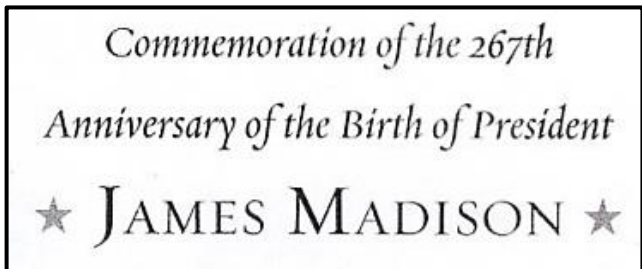 Commemoration of the 267th
Anniversary of the Birth of President
★ JAMES MADISON ★